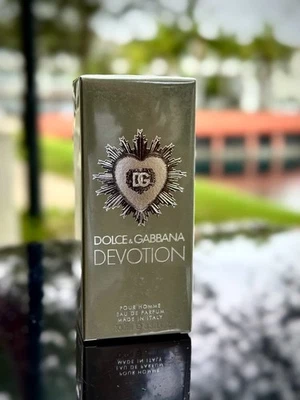 DG
DOLCE & GABBANA
DEVOTION
POUR HOMME
EAU DE PARFUM
MADE IN ITALY